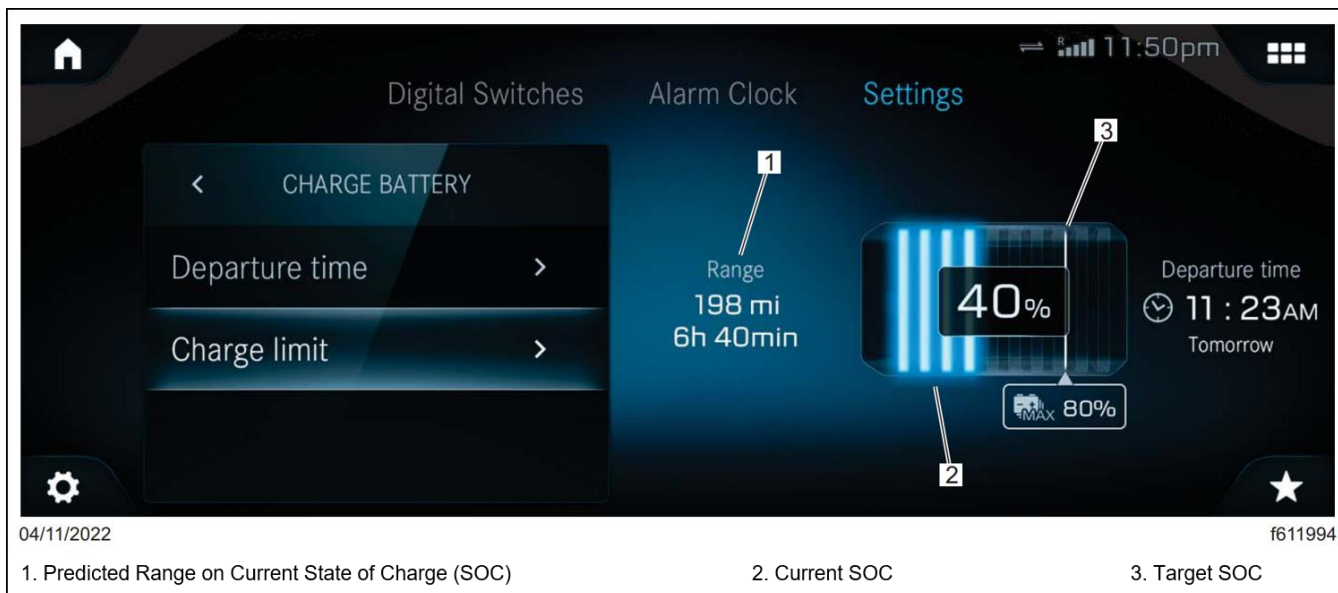 R 11:50pm
Digital Switches Alarm Clock Settings
3
1
CHARGE BATTERY
Departure time
Charge limit
Range
198 mi
6h 40min
40%
Departure time
11 : 23AM
Tomorrow
MAX 80%
2
04/11/2022 f611994
1. Predicted Range on Current State of Charge (SOC) 2. Current SOC 3. Target SOC